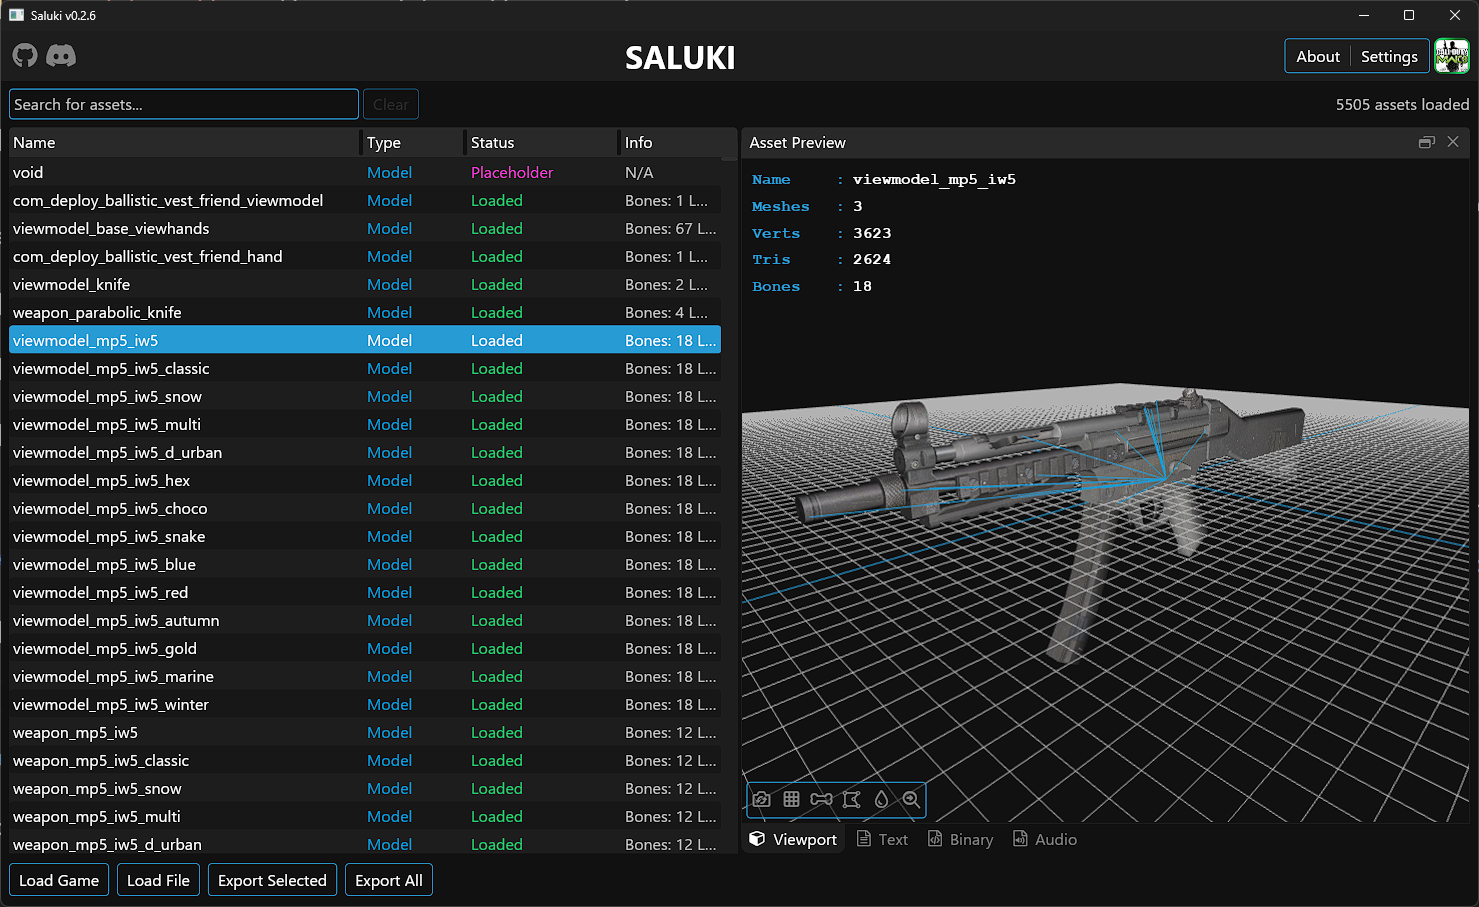 Saluki v0.2.6
SALUKI
About
Settings
Search for assets...
Clear
5505 assets loaded
Name Type Status Info
void Model Placeholder N/A
com_deploy_ballistic_vest_friend_viewmodel Model Loaded Bones: 1 L...
viewmodel_base_viewhands Model Loaded Bones: 67 L...
com_deploy_ballistic_vest_friend_hand Model Loaded Bones: 1 L...
viewmodel_knife Model Loaded Bones: 2 L...
weapon_parabolic_knife Model Loaded Bones: 4 L...
viewmodel_mp5_iw5 Model Loaded Bones: 18 L...
viewmodel_mp5_iw5_classic Model Loaded Bones: 18 L...
viewmodel_mp5_iw5_snow Model Loaded Bones: 18 L...
viewmodel_mp5_iw5_multi Model Loaded Bones: 18 L...
viewmodel_mp5_iw5_d_urban Model Loaded Bones: 18 L...
viewmodel_mp5_iw5_hex Model Loaded Bones: 18 L...
viewmodel_mp5_iw5_choco Model Loaded Bones: 18 L...
viewmodel_mp5_iw5_snake Model Loaded Bones: 18 L...
viewmodel_mp5_iw5_blue Model Loaded Bones: 18 L...
viewmodel_mp5_iw5_red Model Loaded Bones: 18 L...
viewmodel_mp5_iw5_autumn Model Loaded Bones: 18 L...
viewmodel_mp5_iw5_gold Model Loaded Bones: 18 L...
viewmodel_mp5_iw5_marine Model Loaded Bones: 18 L...
viewmodel_mp5_iw5_winter Model Loaded Bones: 18 L...
weapon_mp5_iw5 Model Loaded Bones: 12 L...
weapon_mp5_iw5_classic Model Loaded Bones: 12 L...
weapon_mp5_iw5_snow Model Loaded Bones: 12 L...
weapon_mp5_iw5_multi Model Loaded Bones: 12 L...
weapon_mp5_iw5_d_urban Model Loaded Bones: 12 L...
Asset Preview
Name : viewmodel_mp5_iw5
Meshes : 3
Verts : 3623
Tris : 2624
Bones : 18
Viewport Text Binary Audio
Load Game Load File Export Selected Export All